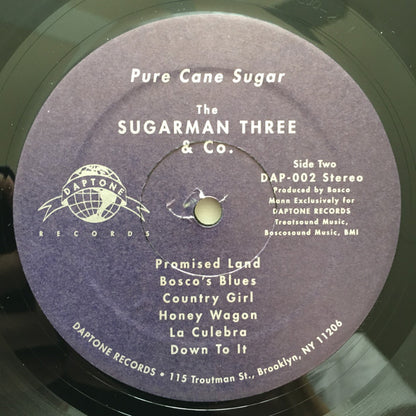 Pure Cane Sugar
The
SUGARMAN THREE
& Co.
Side Two
DAP-002 Stereo
Produced by Bosco
Mann Exclusively for
DAPTONE RECORDS
Treatsound Music,
Boscosound Music, BMI
DAPTONE
RECORDS
Promised Land
Bosco's Blues
Country Girl
Honey Wagon
La Culebra
Down To It
DAPTONE RECORDS • 115 Troutman St., Brooklyn, NY 11206